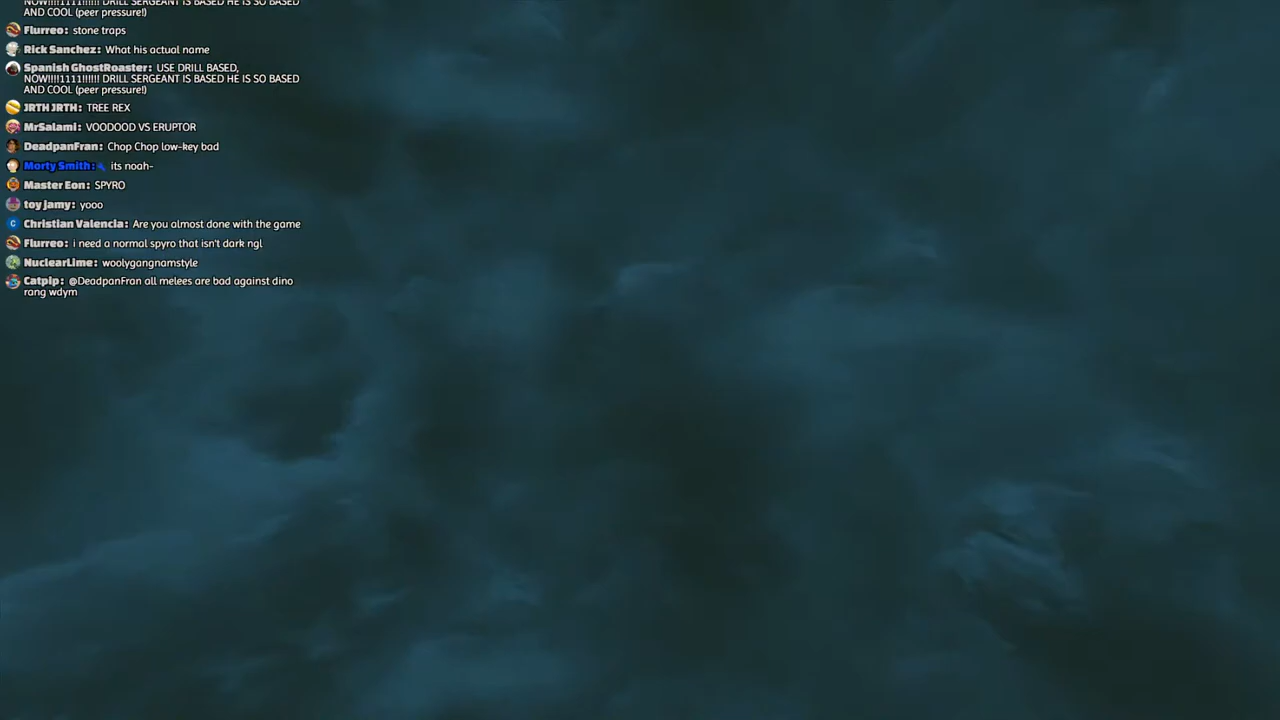 NOW!!!!1111!!!!!! DRILL SERGEANT IS BASED HE IS SO BASED
AND COOL (peer pressure!)
Flurreo: stone traps
Rick Sanchez: What his actual name
Spanish GhostRoaster: USE DRILL BASED,
NOW!!!!1111!!!!!! DRILL SERGEANT IS BASED HE IS SO BASED
AND COOL (peer pressure!)
JRTH JRTH: TREE REX
MrSalami: VOODOOD VS ERUPTOR
DeadpanFran: Chop Chop low-key bad
Morty Smith: its noah-
Master Eon: SPYRO
toy jamy: yooo
C Christian Valencia: Are you almost done with the game
Flurreo: i need a normal spyro that isn't dark ngl
NuclearLime: woolygangnamstyle
Catpip: @DeadpanFran all melees are bad against dino
rang wdym